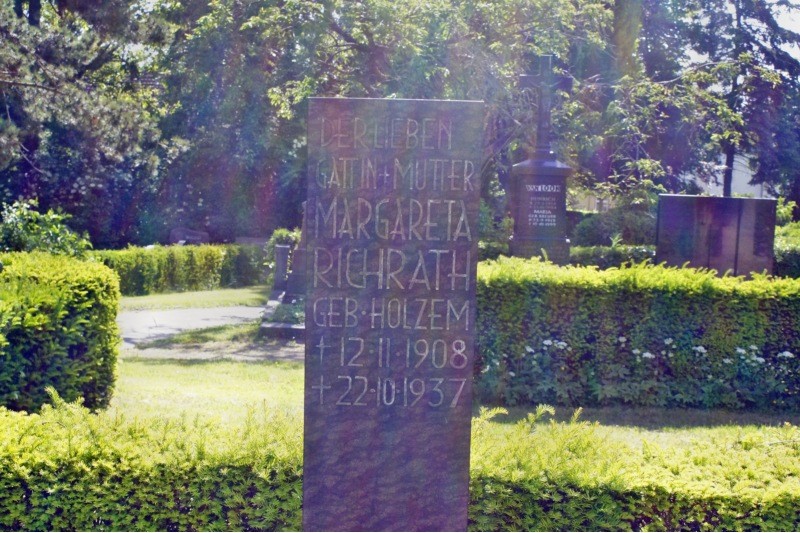 DER LIEBEN
GATTIN + MUTTER
MARGARETA
RICHRATH
GEB · HOLZEM
+ 12 · 11 · 1908
+ 22 · 10 · 1937